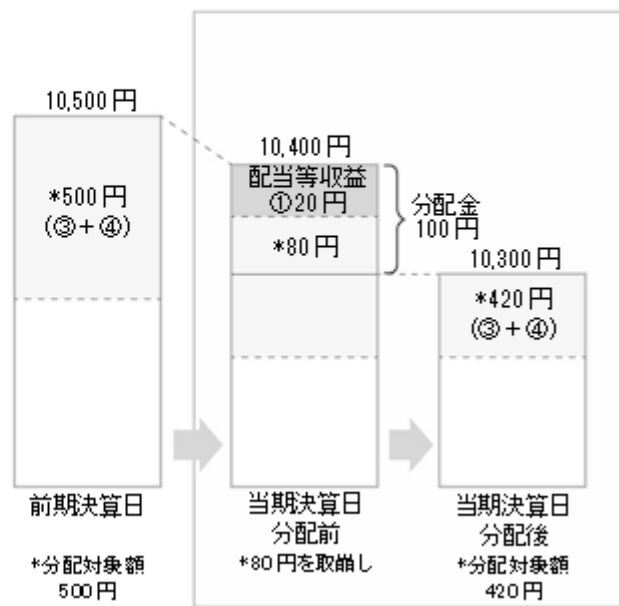 10,500円
*500円
(③+④)
前期決算日
*分配対象額
500円
10,400円
配当等収益
①20円
*80円
分配金
100円
当期決算日
分配前
*80円を取崩し
10,300円
*420円
(③+④)
当期決算日
分配後
*分配対象額
420円